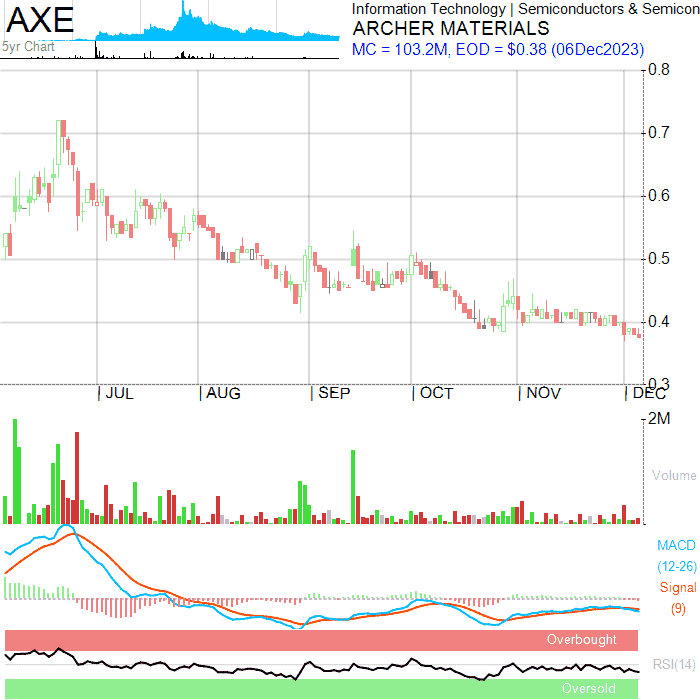 AXE
5yr Chart
Information Technology | Semiconductors & Semicon
ARCHER MATERIALS
MC = 103.2M, EOD = $0.38 (06Dec2023)
0.8
0.7
0.6
0.5
0.4
0.3
JUL AUG SEP OCT NOV DEC
2M
Volume
MACD
(12-26)
Signal
(9)
Overbought
RSI(14)
Oversold